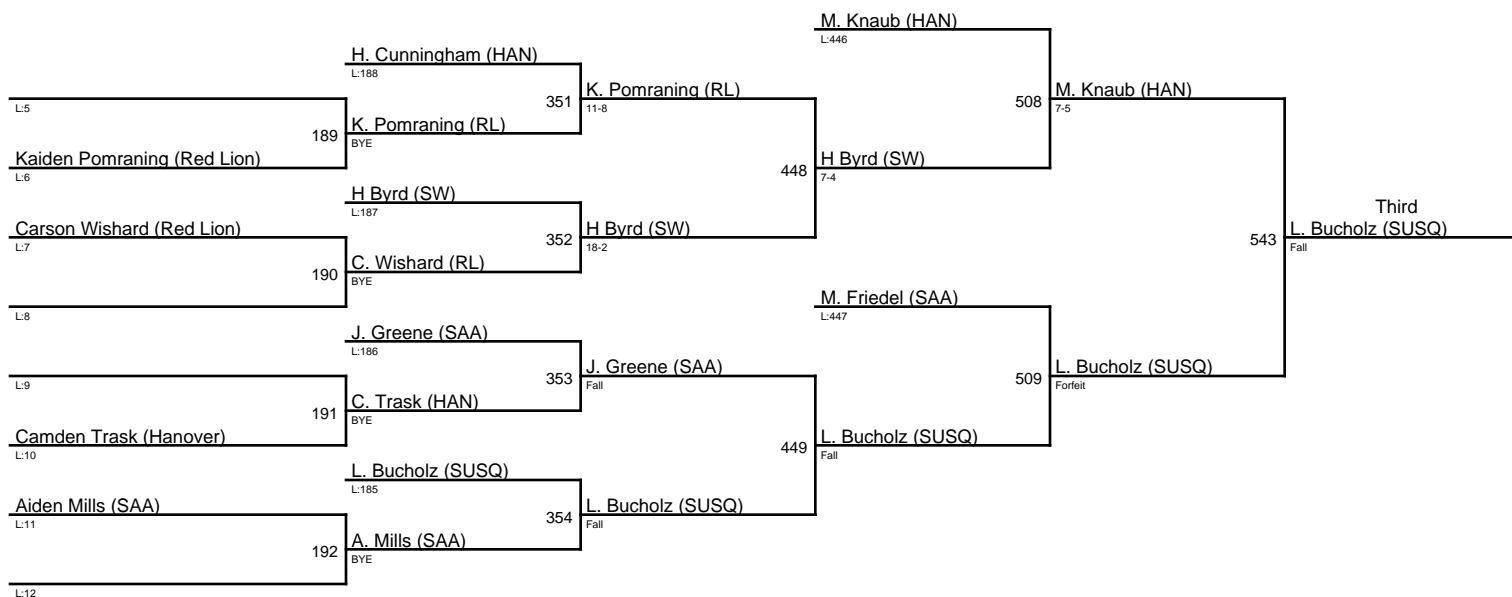 M. Knaub (HAN)
L:446
H. Cunningham (HAN)
L:188
351
K. Pomraning (RL)
11-8
508
M. Knaub (HAN)
7-5
L:5
189
K. Pomraning (RL)
BYE
Kaiden Pomraning (Red Lion)
L:6
448
H Byrd (SW)
7-4
H Byrd (SW)
L:187
Carson Wishard (Red Lion)
L:7
352
H Byrd (SW)
18-2
543
Third
L. Bucholz (SUSQ)
Fall
190
C. Wishard (RL)
BYE
L:8
M. Friedel (SAA)
L:447
J. Greene (SAA)
L:186
L:9
353
J. Greene (SAA)
Fall
509
L. Bucholz (SUSQ)
Forfeit
191
C. Trask (HAN)
BYE
Camden Trask (Hanover)
L:10
449
L. Bucholz (SUSQ)
Fall
L. Bucholz (SUSQ)
L:185
Aiden Mills (SAA)
L:11
354
L. Bucholz (SUSQ)
Fall
192
A. Mills (SAA)
BYE
L:12